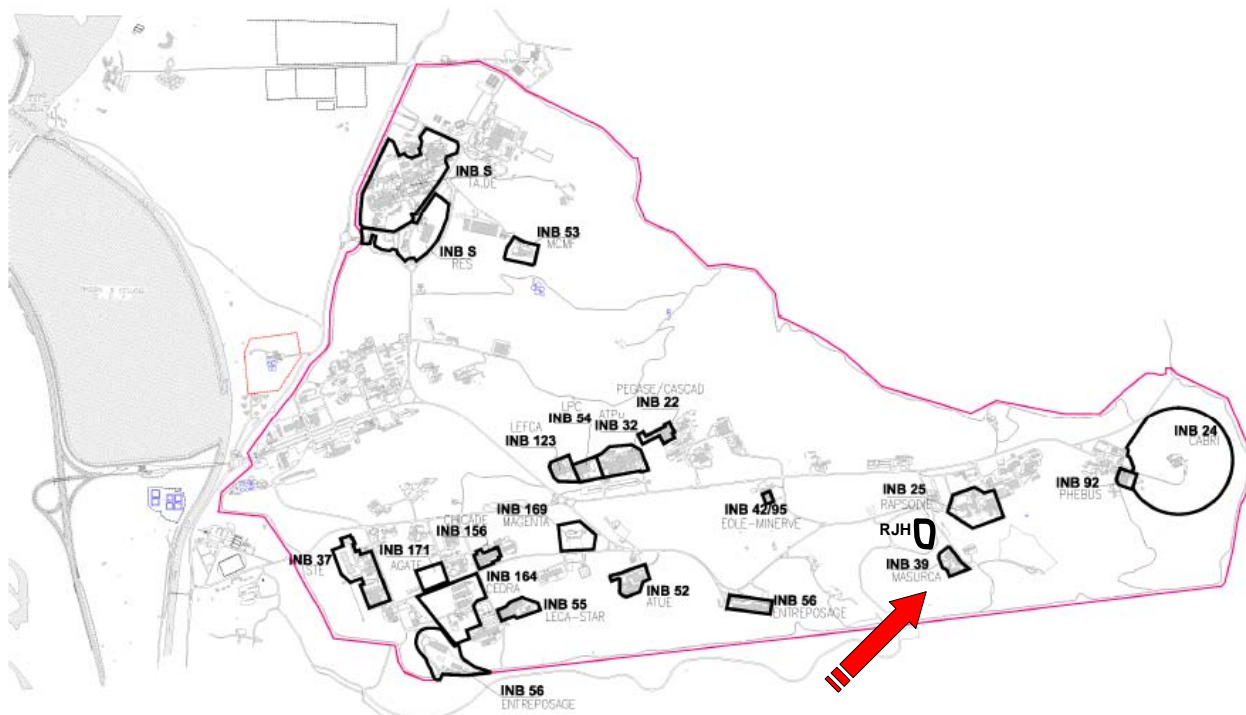 INB S
TA.DE
INB S
RES
INB 53
MCMF
PEGASE/CASCAD
INB 22
LPC
INB 54
ATPu
INB 32
LEFCA
INB 123
INB 24
CABRI
INB 92
PHEBUS
INB 25
RAPSODIE
INB 42/95
EOLE-MINERVE
INB 169
MAGENTA
CHICADE
INB 156
RJH
INB 39
MASURCA
INB 37
INB 171
AGATE
INB 164
CEDRA
INB 52
ATUE
INB 55
LECA-STAR
INB 56
ENTREPOSAGE
INB 56
ENTREPOSAGE